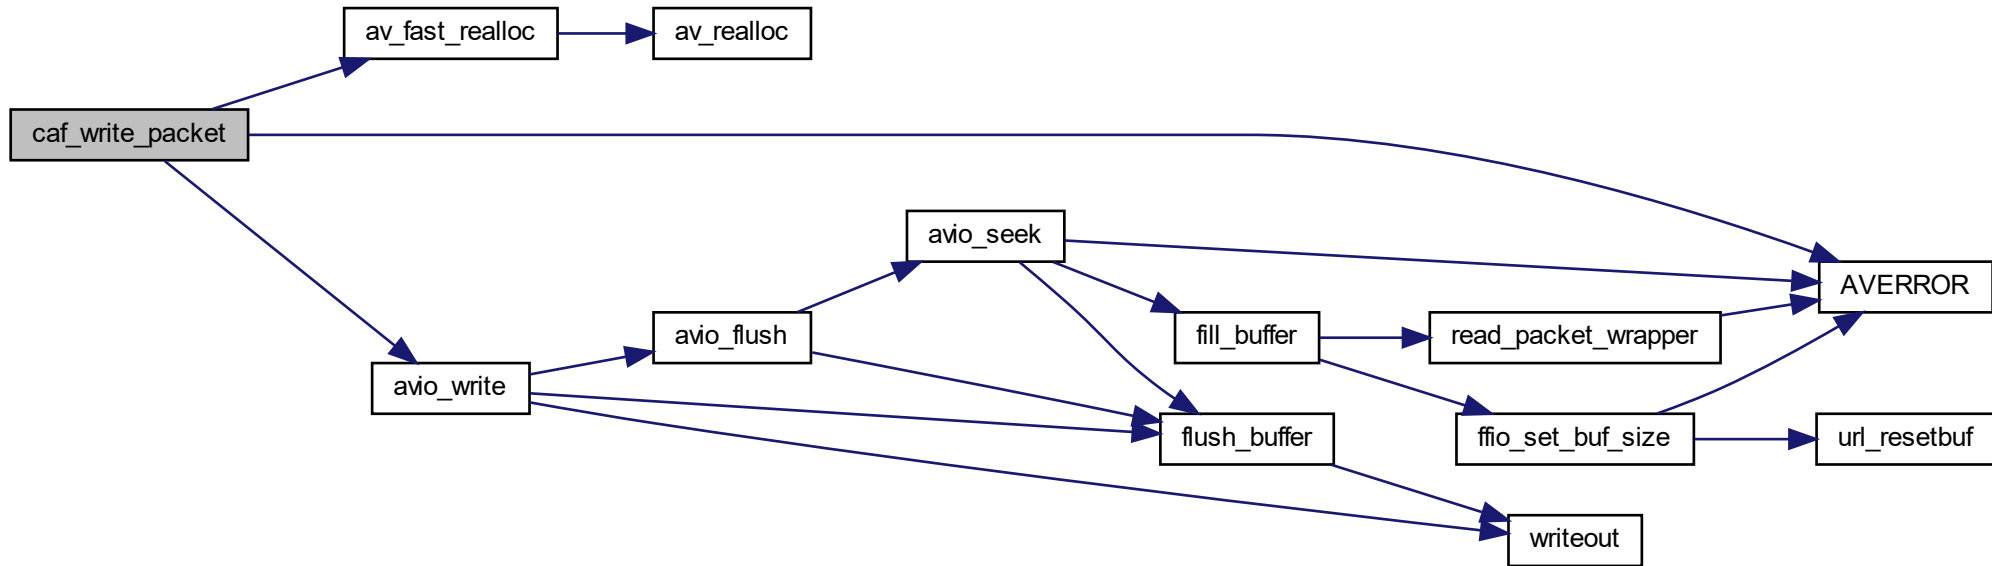 av_fast_realloc
av_realloc
caf_write_packet
avio_seek
AVERROR
avio_flush
fill_buffer
read_packet_wrapper
avio_write
flush_buffer
ffio_set_buf_size
url_resetbuf
writeout